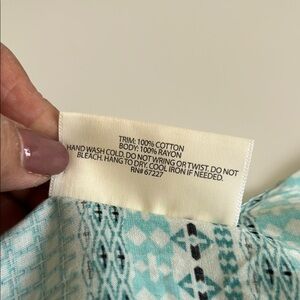 TRIM: 100% COTTON
BODY: 100% RAYON
HAND WASH COLD. DO NOT WRING OR TWIST. DO NOT
BLEACH. HANG TO DRY. COOL IRON IF NEEDED.
RN# 67227